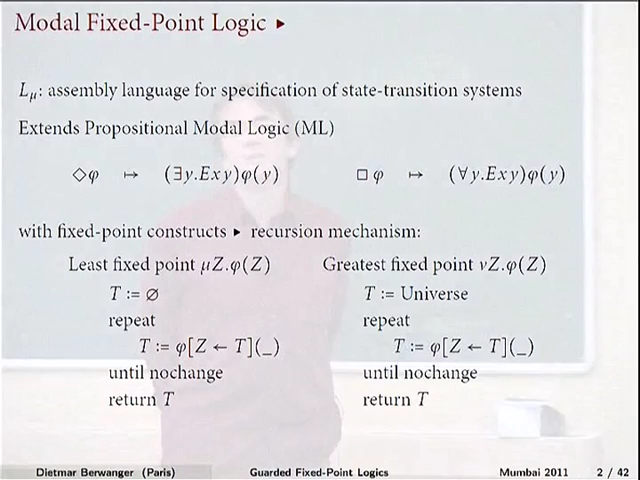 Modal Fixed-Point Logic ▸
L_μ: assembly language for specification of state-transition systems
Extends Propositional Modal Logic (ML)
◇φ ↦ (∃y.Exy)φ(y) □φ ↦ (∀y.Exy)φ(y)
with fixed-point constructs ▸ recursion mechanism:
Least fixed point μZ.φ(Z) Greatest fixed point νZ.φ(Z)
T := ∅ T := Universe
repeat repeat
T := φ[Z ← T](_) T := φ[Z ← T](_)
until nochange until nochange
return T return T
Dietmar Berwanger (Paris) Guarded Fixed-Point Logics Mumbai 2011 2 / 42